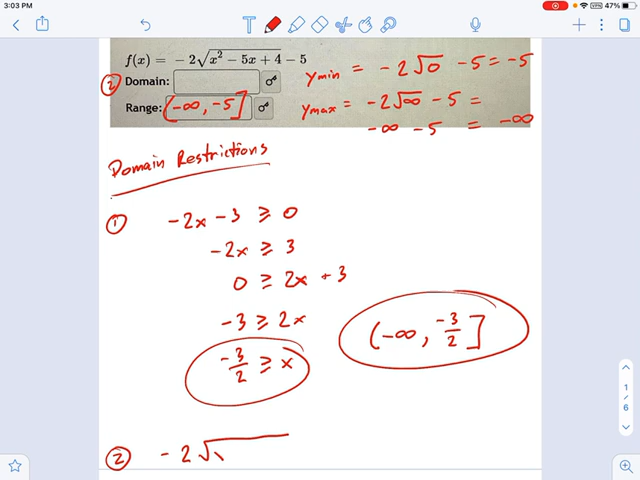 3:03 PM
47%
f(x) = −2√(x² − 5x + 4) − 5
ymin = -2√0 -5 = -5
② Domain:
Range: (-∞, -5]
ymax = -2√∞ -5 =
-∞ -5 = -∞
Domain Restrictions
① -2x -3 ≥ 0
-2x ≥ 3
0 ≥ 2x + 3
-3 ≥ 2x
-3/2 ≥ x
(-∞, -3/2]
② -2√
1
/
6